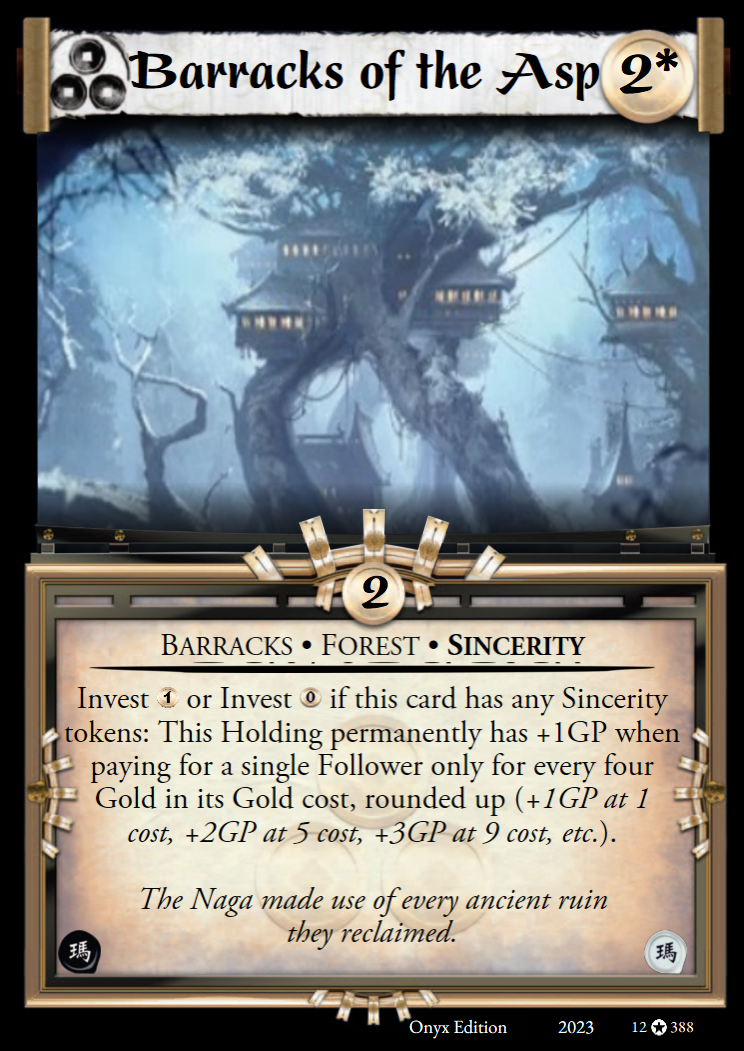 Barracks of the Asp 2*
2
BARRACKS • FOREST • SINCERITY
Invest 1 or Invest 0 if this card has any Sincerity
tokens: This Holding permanently has +1GP when
paying for a single Follower only for every four
Gold in its Gold cost, rounded up (+1GP at 1
cost, +2GP at 5 cost, +3GP at 9 cost, etc.).
The Naga made use of every ancient ruin
they reclaimed.
瑪 瑪
Onyx Edition 2023 12 ✪ 388